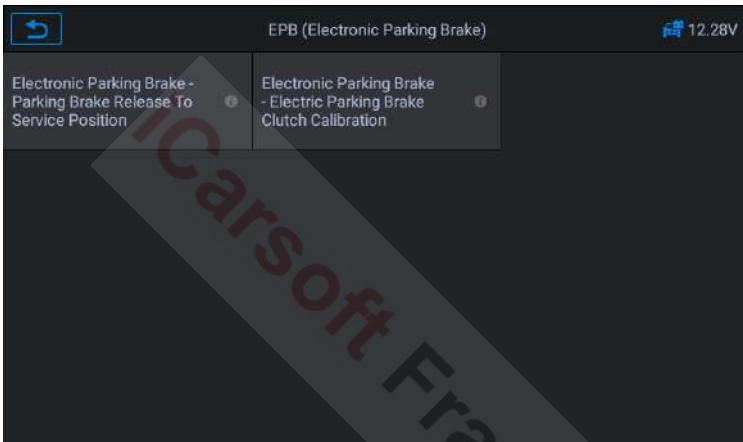 EPB (Electronic Parking Brake)
12.28V
Electronic Parking Brake -
Parking Brake Release To
Service Position
Electronic Parking Brake
- Electric Parking Brake
Clutch Calibration
iCarsoft Fra